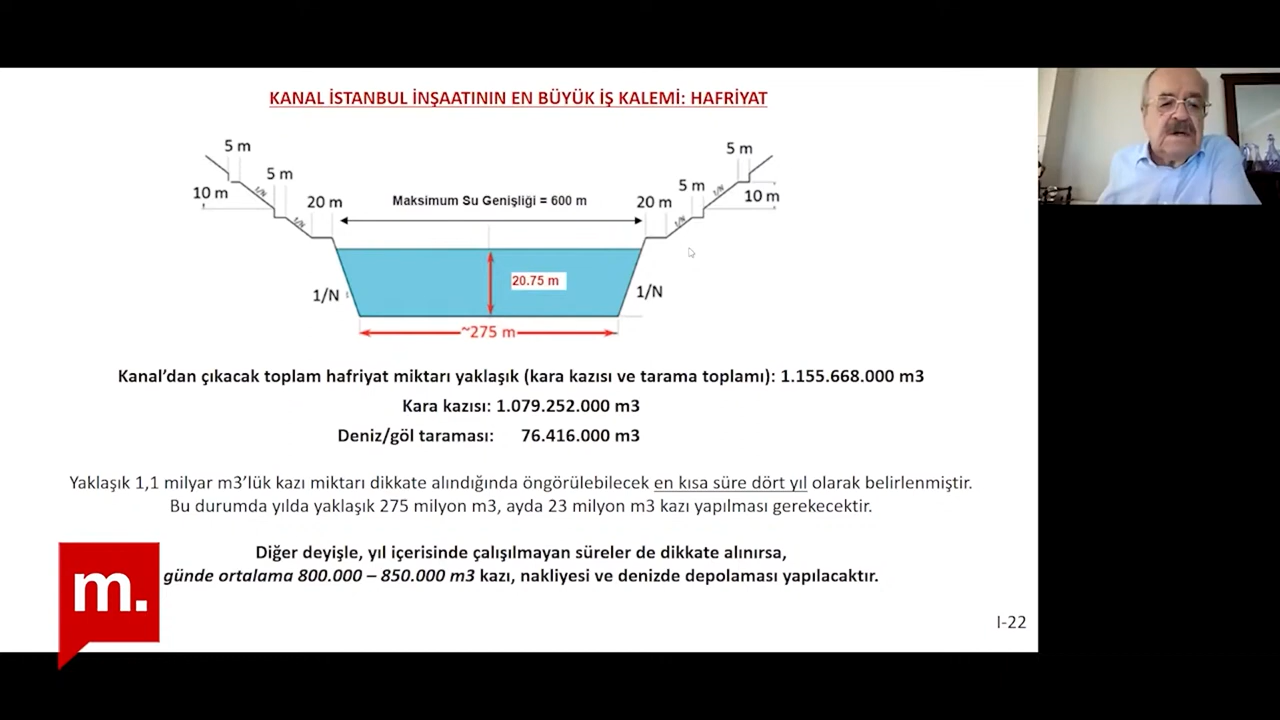 KANAL İSTANBUL İNŞAATININ EN BÜYÜK İŞ KALEMİ: HAFRİYAT
5 m
5 m
10 m
20 m
1/N
1/N
Maksimum Su Genişliği = 600 m
20 m
5 m
5 m
10 m
1/N
1/N
1/N
20.75 m
1/N
~275 m
Kanal’dan çıkacak toplam hafriyat miktarı yaklaşık (kara kazısı ve tarama toplamı): 1.155.668.000 m3
Kara kazısı: 1.079.252.000 m3
Deniz/göl taraması: 76.416.000 m3
Yaklaşık 1,1 milyar m3’lük kazı miktarı dikkate alındığında öngörülebilecek en kısa süre dört yıl olarak belirlenmiştir.
Bu durumda yılda yaklaşık 275 milyon m3, ayda 23 milyon m3 kazı yapılması gerekecektir.
Diğer deyişle, yıl içerisinde çalışılmayan süreler de dikkate alınırsa,
günde ortalama 800.000 – 850.000 m3 kazı, nakliyesi ve denizde depolaması yapılacaktır.
m.
I-22